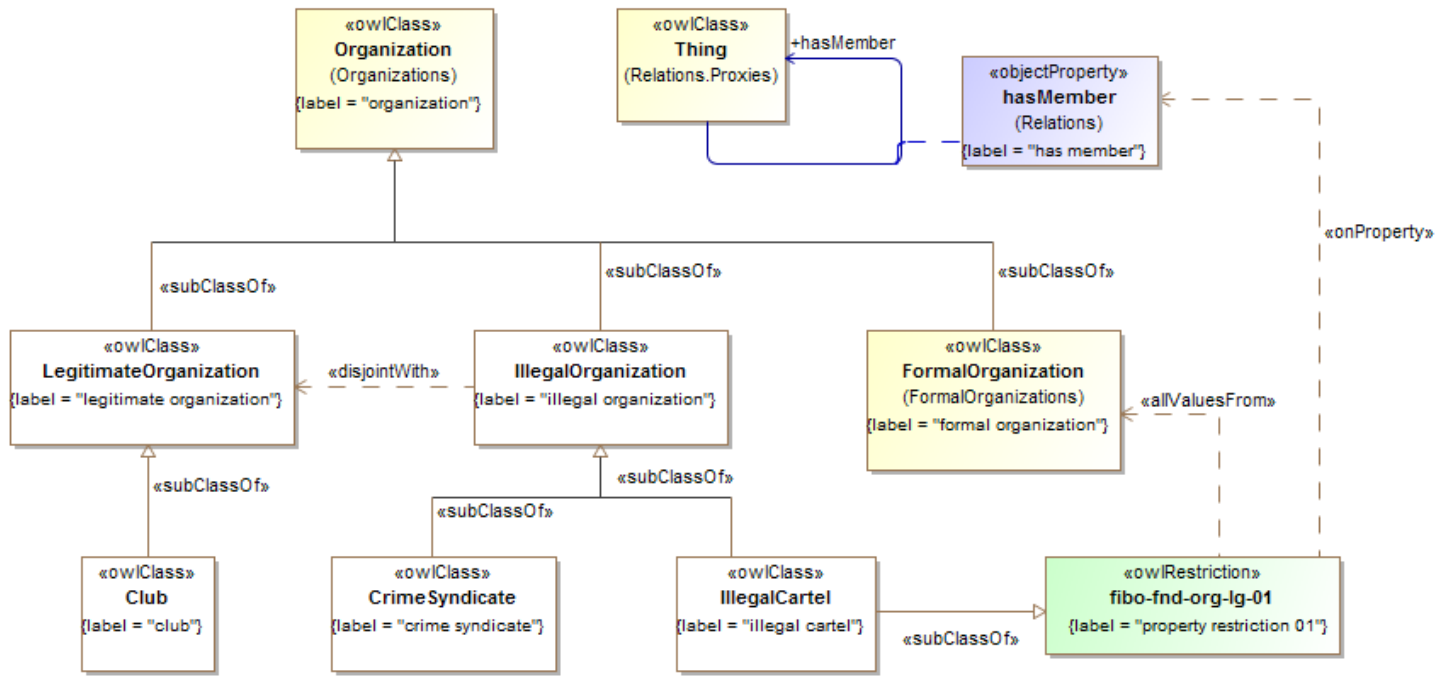 «owlClass»
Organization
(Organizations)
{label = "organization"}
«owlClass»
Thing
(Relations.Proxies)
+hasMember
«objectProperty»
hasMember
(Relations)
{label = "has member"}
«onProperty»
«subClassOf»
«subClassOf»
«subClassOf»
«owlClass»
LegitimateOrganization
{label = "legitimate organization"}
«disjointWith»
«owlClass»
IllegalOrganization
{label = "illegal organization"}
«owlClass»
FormalOrganization
(FormalOrganizations)
{label = "formal organization"}
«allValuesFrom»
«subClassOf»
«subClassOf»
«subClassOf»
«owlClass»
Club
{label = "club"}
«owlClass»
CrimeSyndicate
{label = "crime syndicate"}
«owlClass»
IllegalCartel
{label = "illegal cartel"}
«subClassOf»
«owlRestriction»
fibo-fnd-org-lg-01
{label = "property restriction 01"}